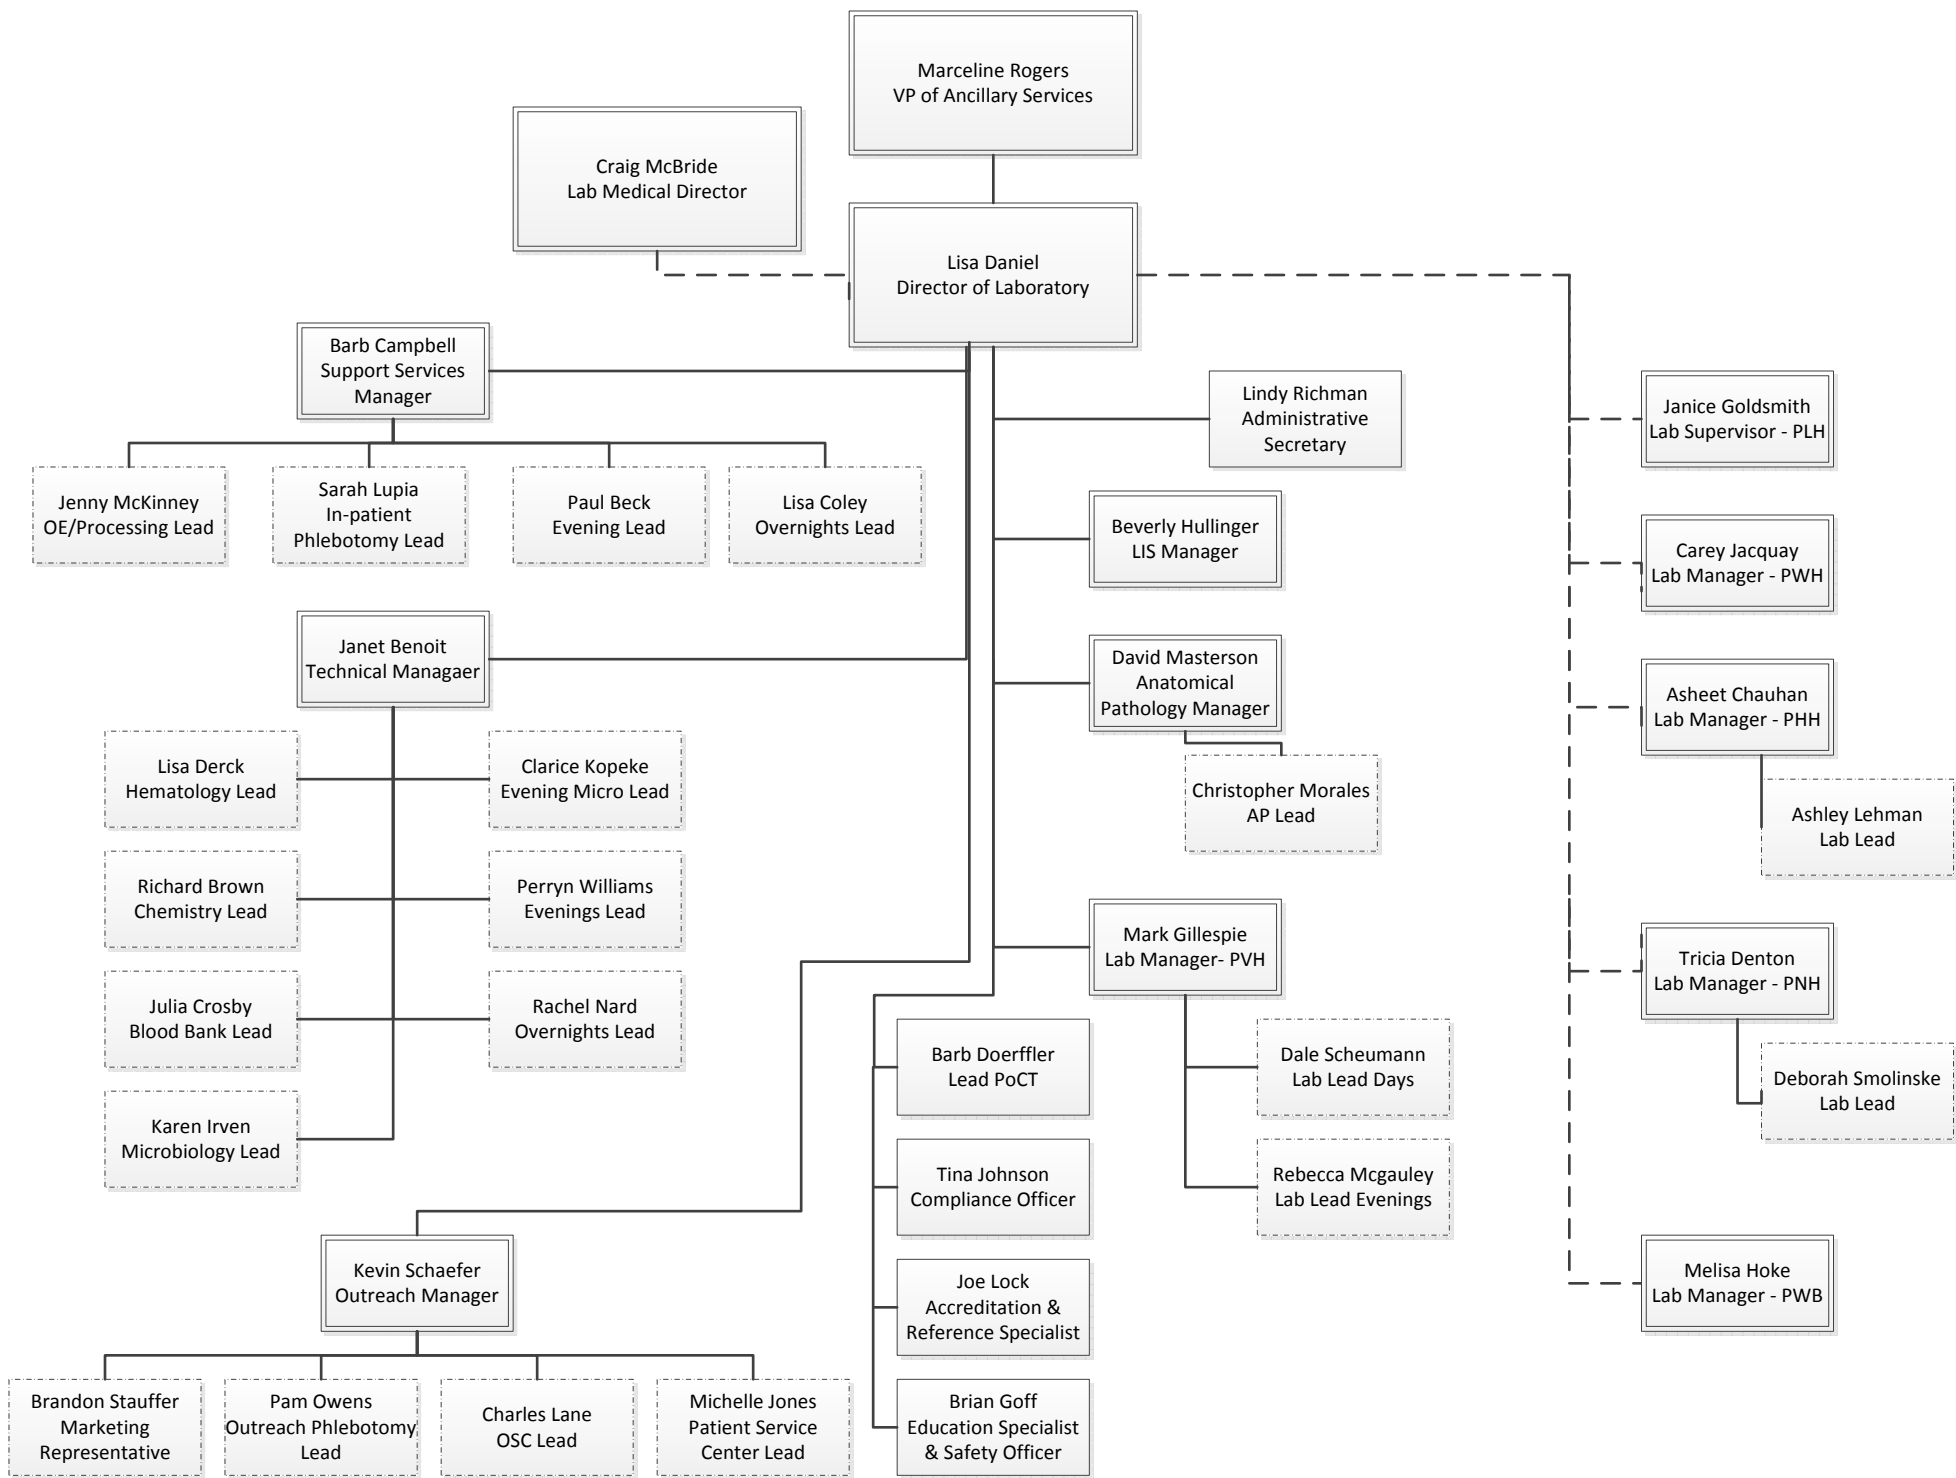 Marceline Rogers
VP of Ancillary Services
Craig McBride
Lab Medical Director
Lisa Daniel
Director of Laboratory
Barb Campbell
Support Services
Manager
Jenny McKinney
OE/Processing Lead
Sarah Lupia
In-patient
Phlebotomy Lead
Paul Beck
Evening Lead
Lisa Coley
Overnights Lead
Janet Benoit
Technical Managaer
Lisa Derck
Hematology Lead
Clarice Kopeke
Evening Micro Lead
Richard Brown
Chemistry Lead
Perryn Williams
Evenings Lead
Julia Crosby
Blood Bank Lead
Rachel Nard
Overnights Lead
Karen Irven
Microbiology Lead
Kevin Schaefer
Outreach Manager
Brandon Stauffer
Marketing
Representative
Pam Owens
Outreach Phlebotomy
Lead
Charles Lane
OSC Lead
Michelle Jones
Patient Service
Center Lead
Lindy Richman
Administrative
Secretary
Beverly Hullinger
LIS Manager
David Masterson
Anatomical
Pathology Manager
Christopher Morales
AP Lead
Mark Gillespie
Lab Manager- PVH
Dale Scheumann
Lab Lead Days
Rebecca Mcgauley
Lab Lead Evenings
Barb Doerffler
Lead PoCT
Tina Johnson
Compliance Officer
Joe Lock
Accreditation &
Reference Specialist
Brian Goff
Education Specialist
& Safety Officer
Janice Goldsmith
Lab Supervisor - PLH
Carey Jacquay
Lab Manager - PWH
Asheet Chauhan
Lab Manager - PHH
Ashley Lehman
Lab Lead
Tricia Denton
Lab Manager - PNH
Deborah Smolinske
Lab Lead
Melisa Hoke
Lab Manager - PWB